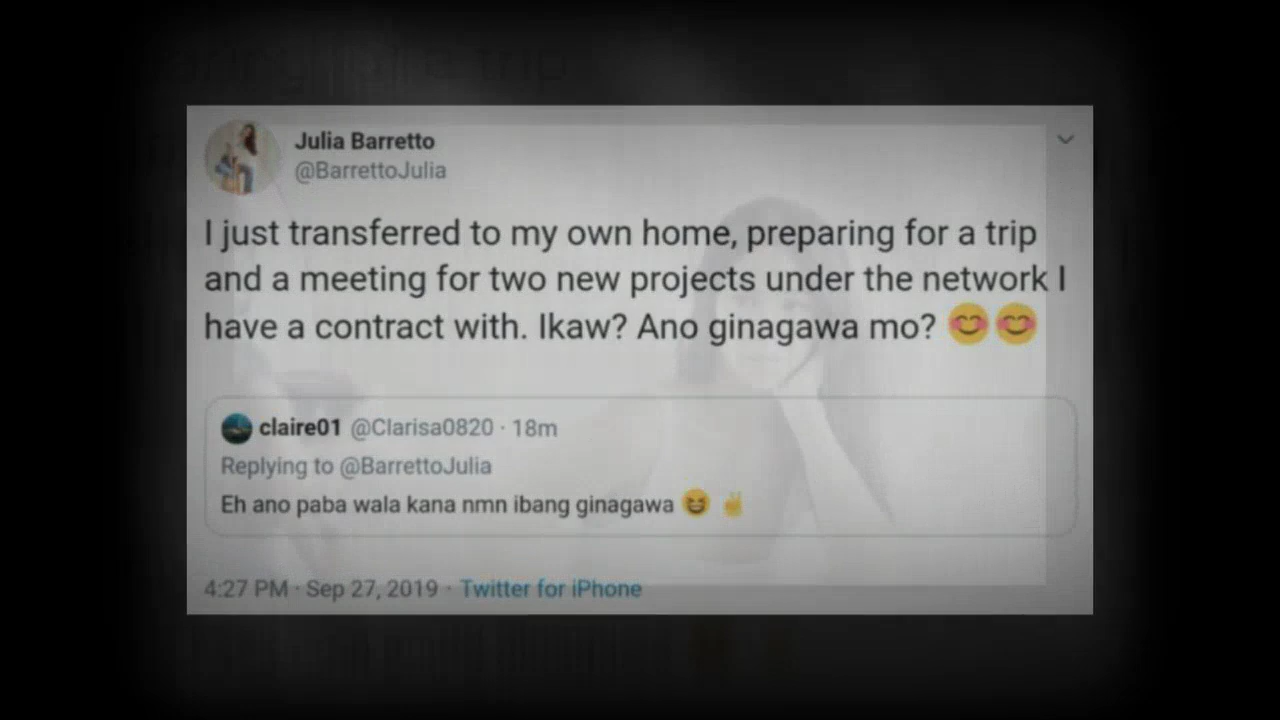 Julia Barretto
@BarrettoJulia
I just transferred to my own home, preparing for a trip
and a meeting for two new projects under the network I
have a contract with. Ikaw? Ano ginagawa mo? 😊😊
claire01 @Clarisa0820 · 18m
Replying to @BarrettoJulia
Eh ano paba wala kana nmn ibang ginagawa 😆 ✌
4:27 PM · Sep 27, 2019 · Twitter for iPhone